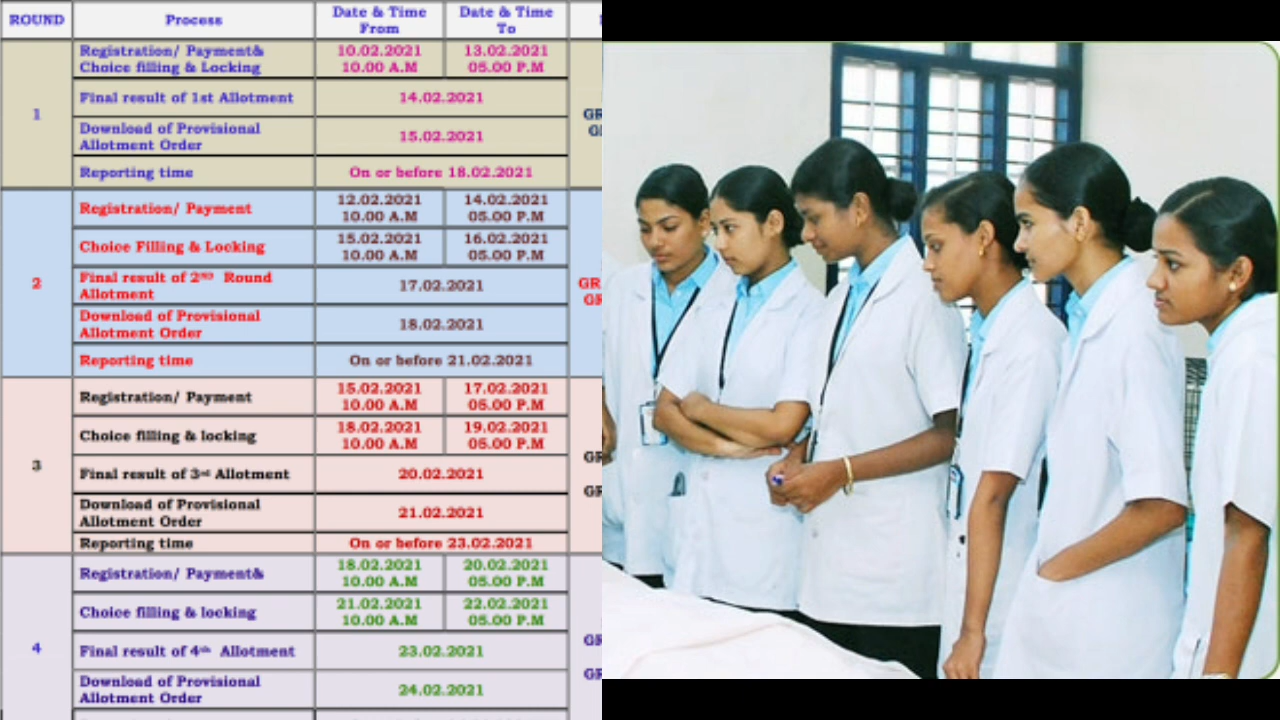 ROUND
Process
Date & Time
From
Date & Time
To
1
Registration/ Payment&
Choice filling & Locking
10.02.2021
10.00 A.M
13.02.2021
05.00 P.M
Final result of 1st Allotment
14.02.2021
Download of Provisional
Allotment Order
15.02.2021
Reporting time
On or before 18.02.2021
2
Registration/ Payment
12.02.2021
10.00 A.M
14.02.2021
05.00 P.M
Choice Filling & Locking
15.02.2021
10.00 A.M
16.02.2021
05.00 P.M
Final result of 2ND Round
Allotment
17.02.2021
Download of Provisional
Allotment Order
18.02.2021
Reporting time
On or before 21.02.2021
3
Registration/ Payment
15.02.2021
10.00 A.M
17.02.2021
05.00 P.M
Choice filling & locking
18.02.2021
10.00 A.M
19.02.2021
05.00 P.M
Final result of 3rd Allotment
20.02.2021
Download of Provisional
Allotment Order
21.02.2021
Reporting time
On or before 23.02.2021
4
Registration/ Payment&
18.02.2021
10.00 A.M
20.02.2021
05.00 P.M
Choice filling & locking
21.02.2021
10.00 A.M
22.02.2021
05.00 P.M
Final result of 4th Allotment
23.02.2021
Download of Provisional
Allotment Order
24.02.2021